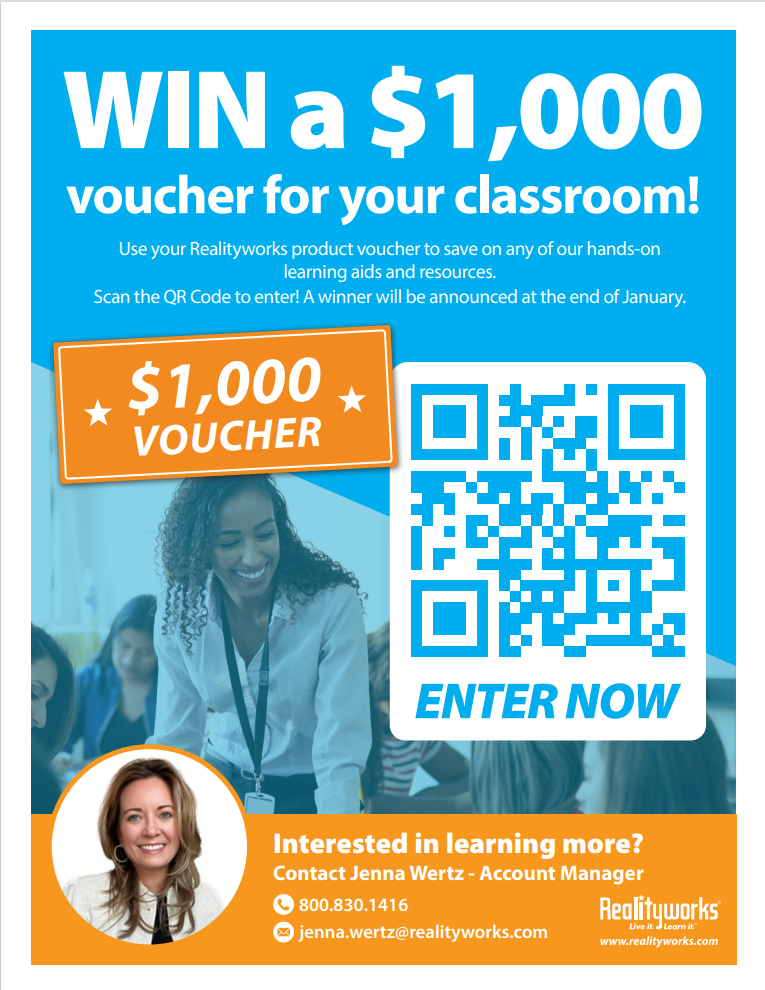 WIN a $1,000
voucher for your classroom!
Use your Realityworks product voucher to save on any of our hands-on
learning aids and resources.
Scan the QR Code to enter! A winner will be announced at the end of January.
$1,000
VOUCHER
ENTER NOW
Interested in learning more?
Contact Jenna Wertz - Account Manager
800.830.1416
jenna.wertz@realityworks.com
Realityworks
Live it. Learn it.
www.realityworks.com